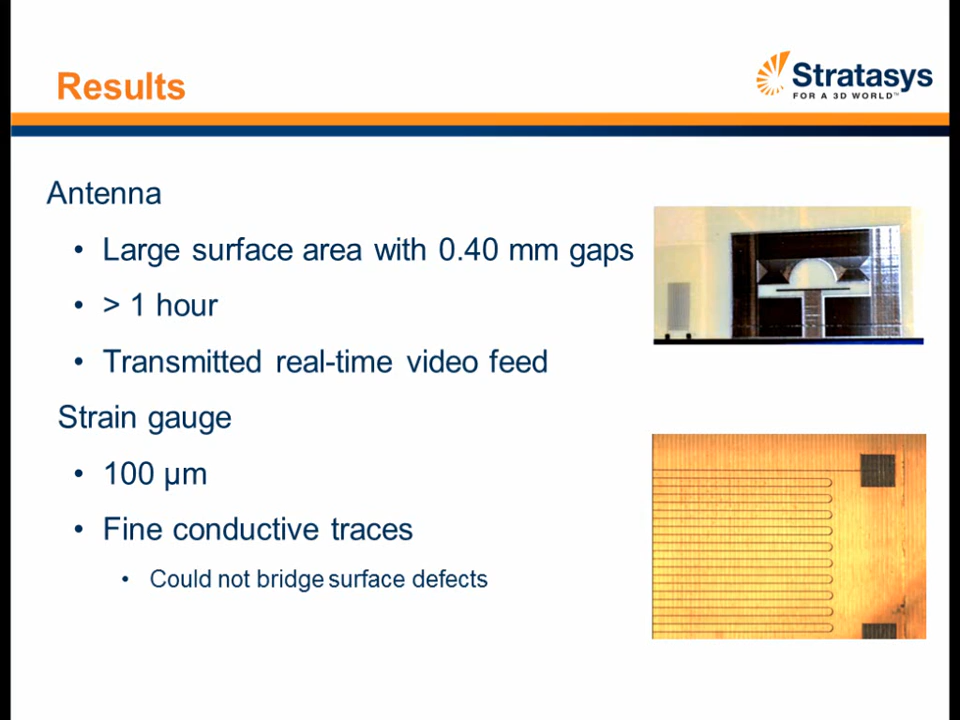 Results
Stratasys
FOR A 3D WORLD™
Antenna
• Large surface area with 0.40 mm gaps
• > 1 hour
• Transmitted real-time video feed
Strain gauge
• 100 µm
• Fine conductive traces
• Could not bridge surface defects